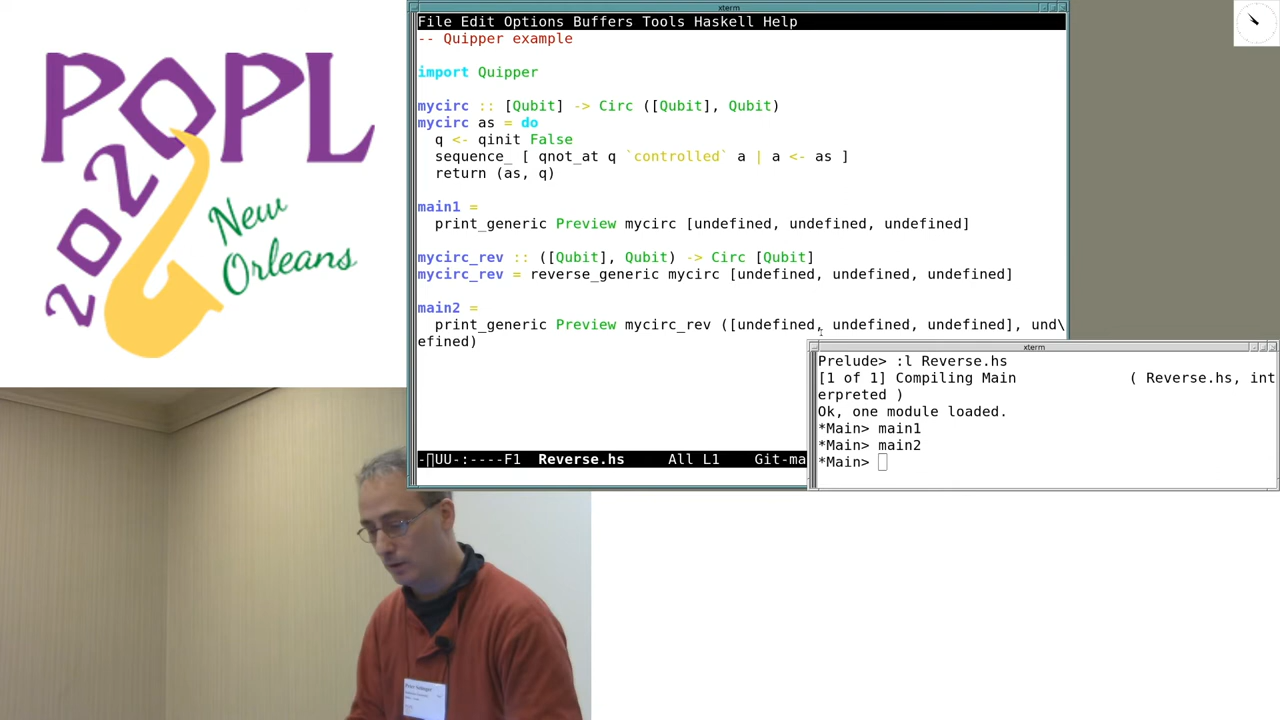 POPL
2020
New
Orleans
xterm
File Edit Options Buffers Tools Haskell Help
-- Quipper example
import Quipper
mycirc :: [Qubit] -> Circ ([Qubit], Qubit)
mycirc as = do
  q <- qinit False
  sequence_ [ qnot_at q `controlled` a | a <- as ]
  return (as, q)
main1 =
  print_generic Preview mycirc [undefined, undefined, undefined]
mycirc_rev :: ([Qubit], Qubit) -> Circ [Qubit]
mycirc_rev = reverse_generic mycirc [undefined, undefined, undefined]
main2 =
  print_generic Preview mycirc_rev ([undefined, undefined, undefined], und\
efined)
-UU-:----F1  Reverse.hs     All L1    Git-ma
xterm
Prelude> :l Reverse.hs
[1 of 1] Compiling Main             ( Reverse.hs, int
erpreted )
Ok, one module loaded.
*Main> main1
*Main> main2
*Main>